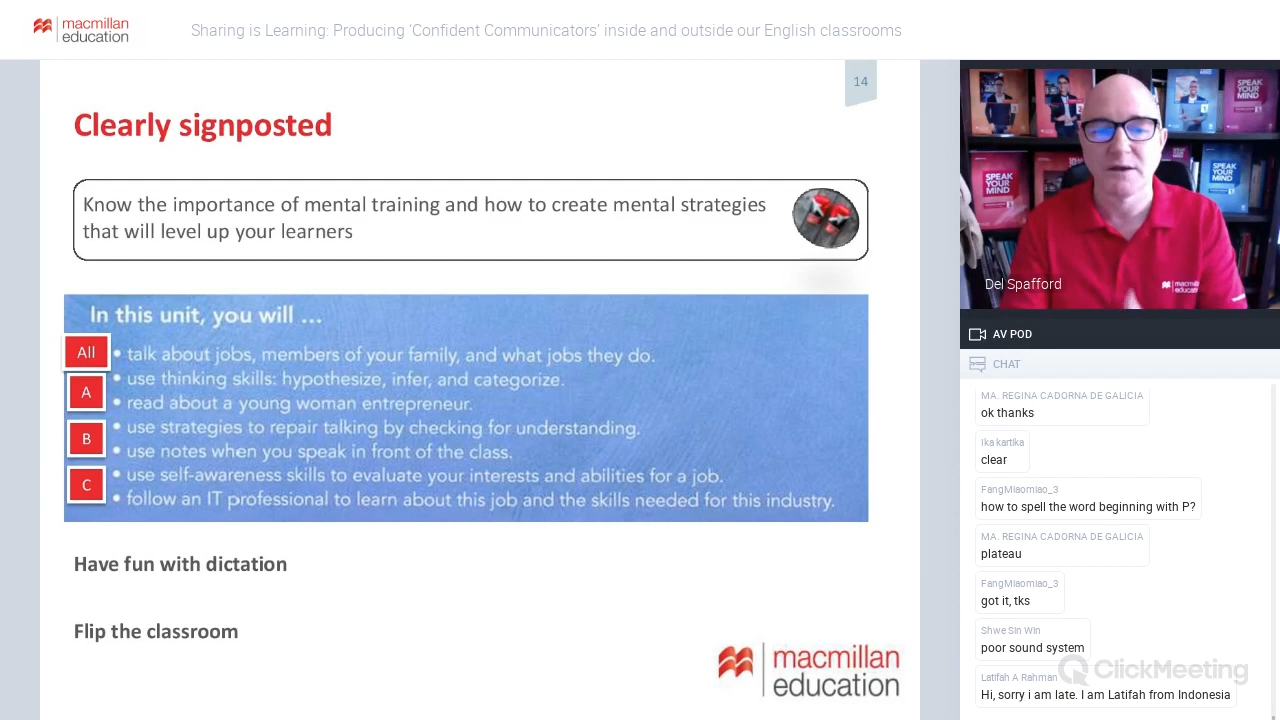 macmillan
education
Sharing is Learning: Producing ‘Confident Communicators’ inside and outside our English classrooms
14
Clearly signposted
Know the importance of mental training and how to create mental strategies
that will level up your learners
In this unit, you will ...
All
• talk about jobs, members of your family, and what jobs they do.
• use thinking skills: hypothesize, infer, and categorize.
A
• read about a young woman entrepreneur.
• use strategies to repair talking by checking for understanding.
B
• use notes when you speak in front of the class.
• use self-awareness skills to evaluate your interests and abilities for a job.
C
• follow an IT professional to learn about this job and the skills needed for this industry.
Have fun with dictation
Flip the classroom
macmillan
education
SPEAK
YOUR
MIND
SPEAK
YOUR
MIND
SPEAK
YOUR
MIND
Del Spafford
AV POD
CHAT
MA. REGINA CADORNA DE GALICIA
ok thanks
Ika kartika
clear
FangMiaomiao_3
how to spell the word beginning with P?
MA. REGINA CADORNA DE GALICIA
plateau
FangMiaomiao_3
got it, tks
Shwe Sin Win
poor sound system
Latifah A Rahman
Hi, sorry i am late. I am Latifah from Indonesia
ClickMeeting